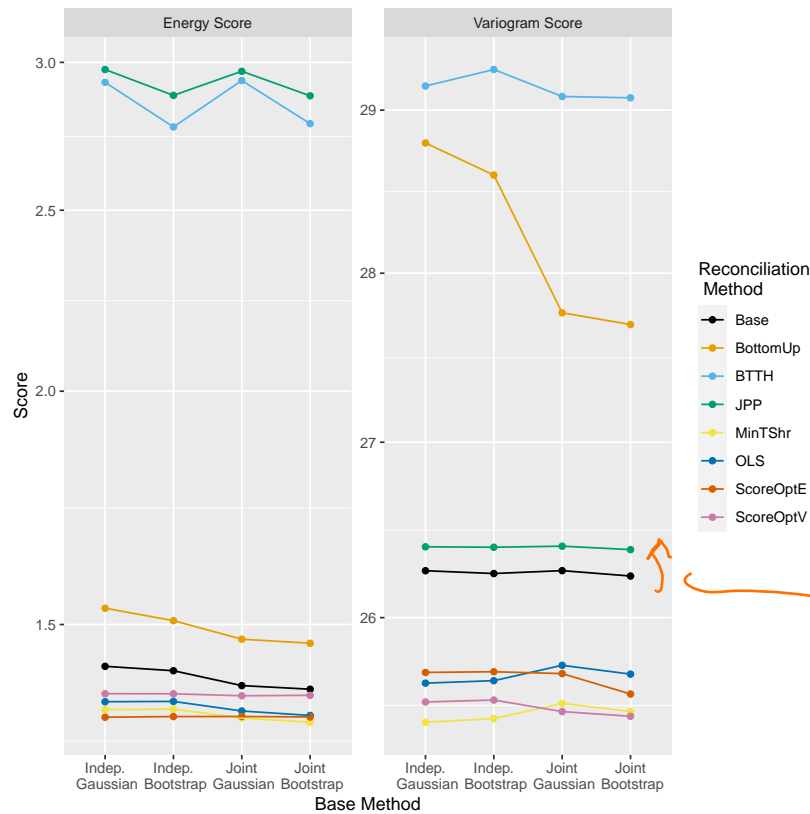 Energy Score
Variogram Score
3.0
2.5
2.0
1.5
29
28
27
26
Score
Indep. Gaussian
Indep. Bootstrap
Joint Gaussian
Joint Bootstrap
Indep. Gaussian
Indep. Bootstrap
Joint Gaussian
Joint Bootstrap
Base Method
Reconciliation
Method
Base
BottomUp
BTTH
JPP
MinTShr
OLS
ScoreOptE
ScoreOptV